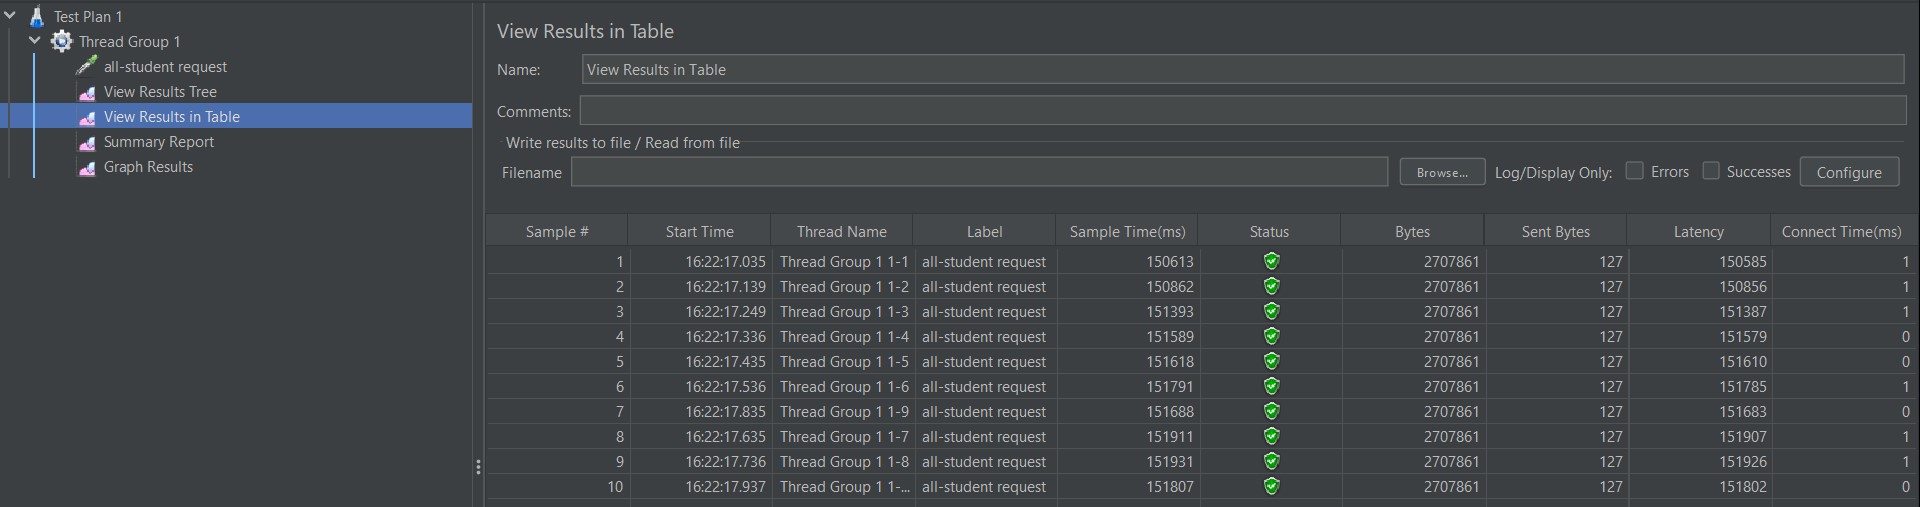 Test Plan 1
Thread Group 1
all-student request
View Results Tree
View Results in Table
Summary Report
Graph Results
View Results in Table
Name: View Results in Table
Comments:
Write results to file / Read from file
Filename Browse... Log/Display Only: Errors Successes Configure
Sample # Start Time Thread Name Label Sample Time(ms) Status Bytes Sent Bytes Latency Connect Time(ms)
1 16:22:17.035 Thread Group 1 1-1 all-student request 150613 2707861 127 150585 1
2 16:22:17.139 Thread Group 1 1-2 all-student request 150862 2707861 127 150856 1
3 16:22:17.249 Thread Group 1 1-3 all-student request 151393 2707861 127 151387 1
4 16:22:17.336 Thread Group 1 1-4 all-student request 151589 2707861 127 151579 0
5 16:22:17.435 Thread Group 1 1-5 all-student request 151618 2707861 127 151610 0
6 16:22:17.536 Thread Group 1 1-6 all-student request 151791 2707861 127 151785 1
7 16:22:17.835 Thread Group 1 1-9 all-student request 151688 2707861 127 151683 0
8 16:22:17.635 Thread Group 1 1-7 all-student request 151911 2707861 127 151907 1
9 16:22:17.736 Thread Group 1 1-8 all-student request 151931 2707861 127 151926 1
10 16:22:17.937 Thread Group 1 1-... all-student request 151807 2707861 127 151802 0